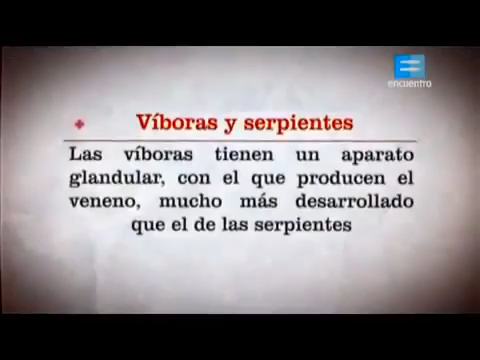 encuentro
Víboras y serpientes
Las víboras tienen un aparato
glandular, con el que producen el
veneno, mucho más desarrollado
que el de las serpientes